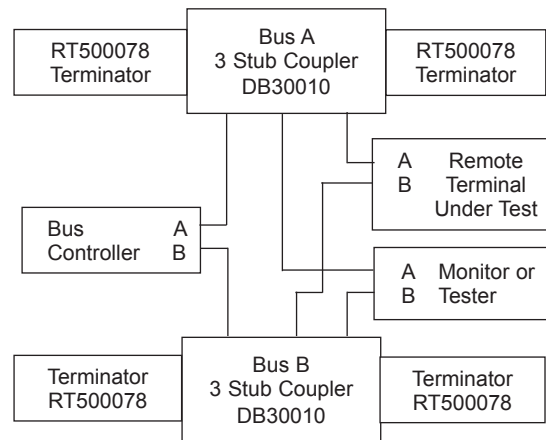 RT500078
Terminator
Bus A
3 Stub Coupler
DB30010
RT500078
Terminator
A Remote
B Terminal
Under Test
Bus A
Controller B
A Monitor or
B Tester
Terminator
RT500078
Bus B
3 Stub Coupler
DB30010
Terminator
RT500078